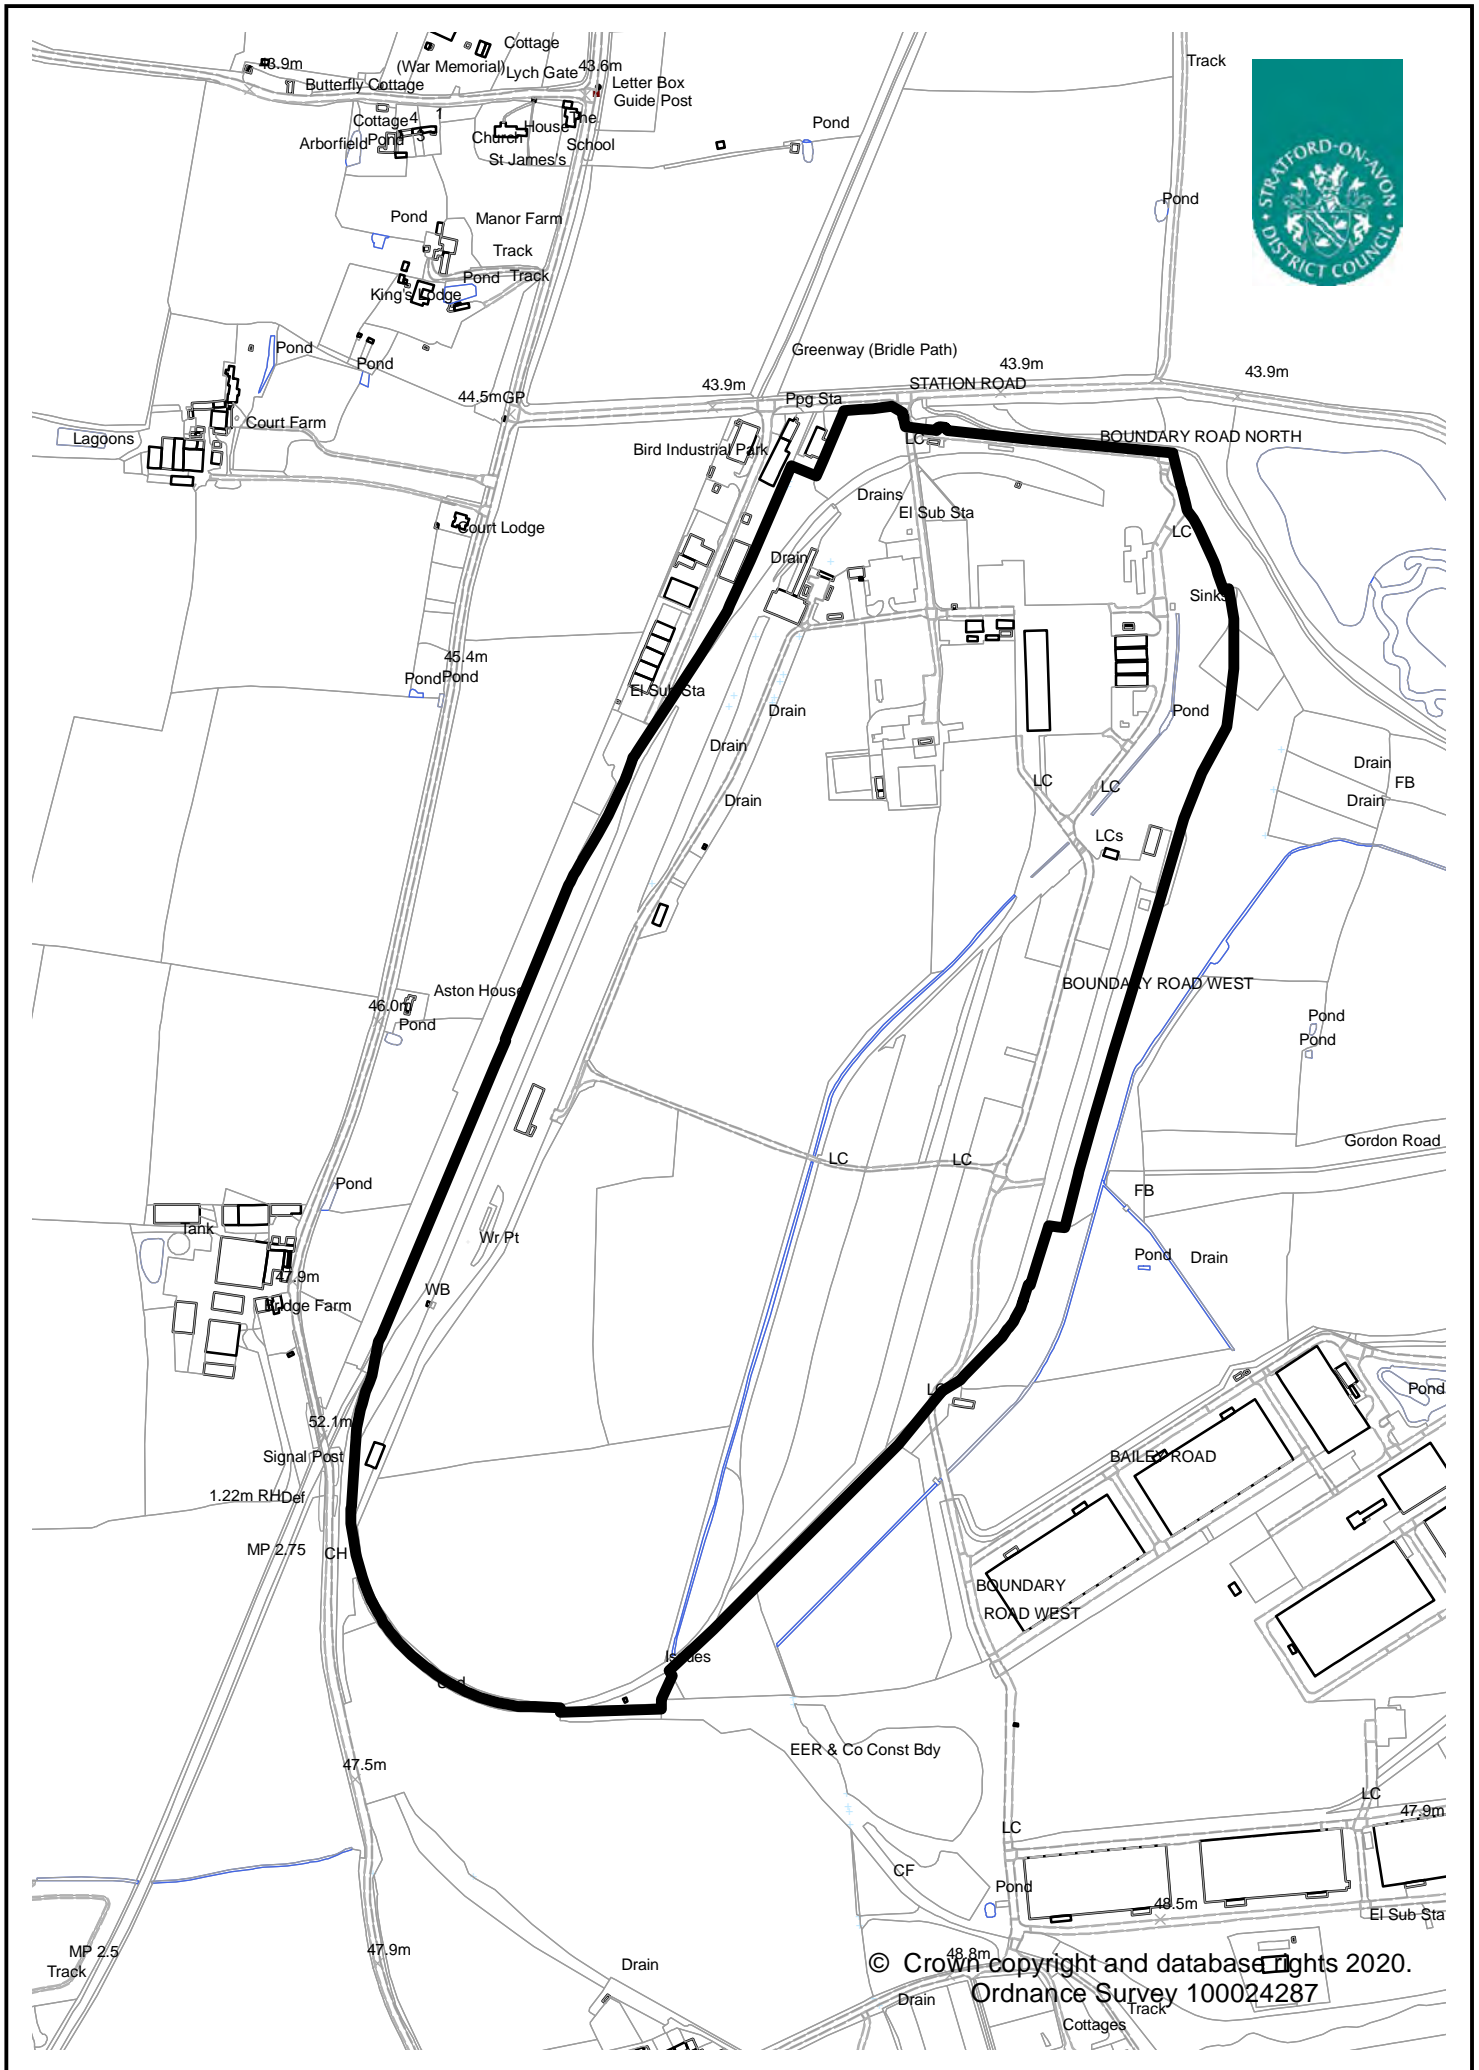 Cottage
(War Memorial)
Lych Gate
43.6m
Track
43.9m
Butterfly Cottage
Letter Box
Guide Post
Cottage
4
1
3
House
The
Pond
Arborfield
Pond
Church
School
St James's
STRATFORD-ON-AVON
DISTRICT COUNCIL
Pond
Pond
Manor Farm
Track
Pond
Track
King's Lodge
Pond
Pond
Greenway (Bridle Path)
43.9m
43.9m
43.9m
STATION ROAD
44.5m
GP
Ppg Sta
Court Farm
Lagoons
LC
BOUNDARY ROAD NORTH
Bird Industrial Park
Drains
El Sub Sta
Court Lodge
LC
Drain
Sinks
45.4m
Pond
Pond
El Sub Sta
Drain
Pond
Drain
Drain
FB
Drain
LC
LC
Drain
LCs
Aston House
BOUNDARY ROAD WEST
46.0m
Pond
Pond
Pond
Gordon Road
LC
LC
Pond
FB
Tank
Wr Pt
Pond
Drain
47.9m
WB
Bridge Farm
LC
Pond
52.1m
Signal Post
BAILEY ROAD
1.22m RH
Def
MP 2.75
CH
BOUNDARY
ROAD WEST
Issues
EER & Co Const Bdy
47.5m
LC
47.9m
LC
CF
Pond
48.5m
El Sub Sta
MP 2.5
Track
47.9m
Drain
48.8m
© Crown copyright and database rights 2020.
Ordnance Survey 100024287
Drain
Track
Cottages